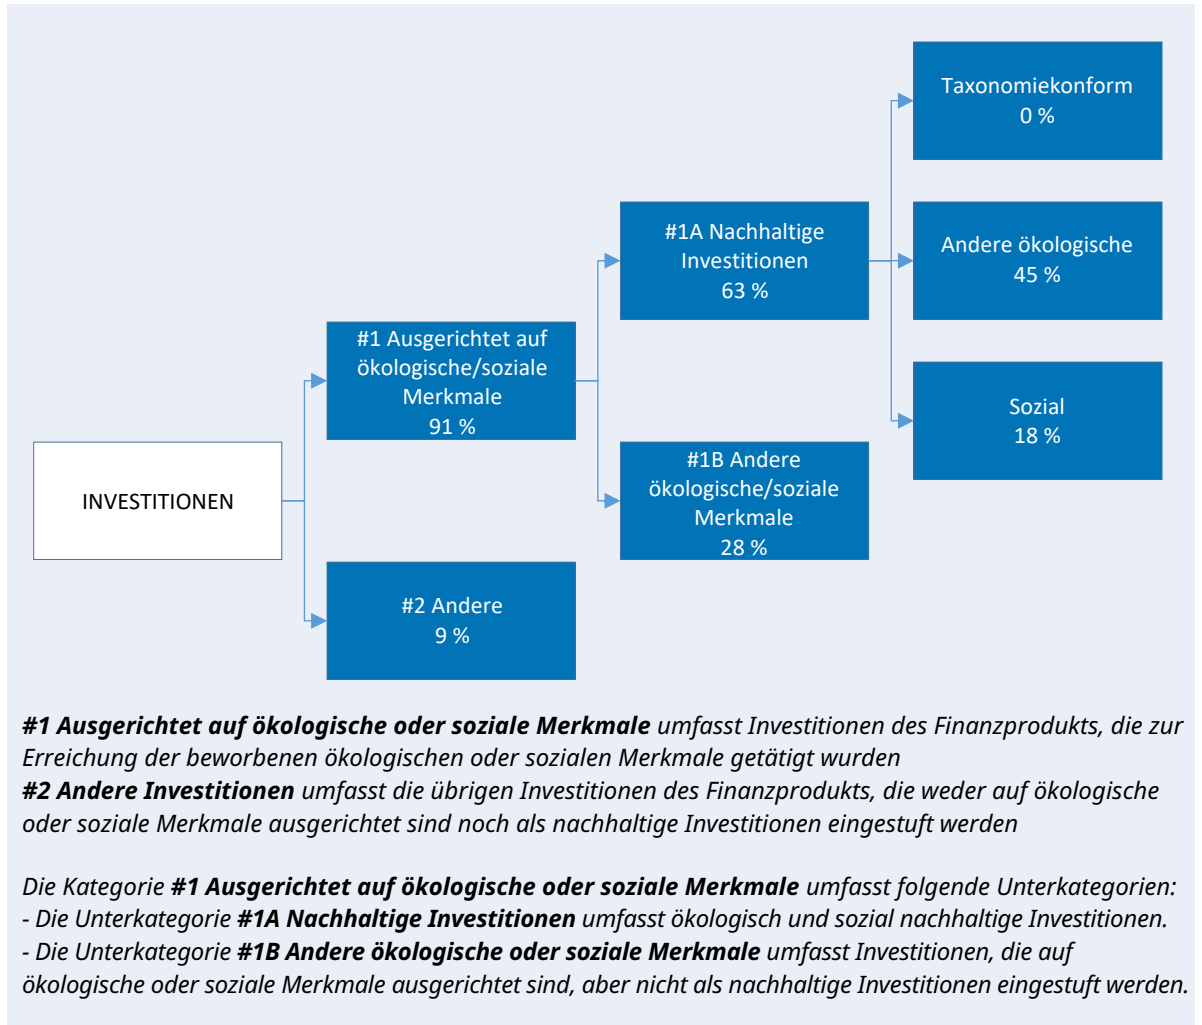 Taxonomiekonform
0 %
#1A Nachhaltige
Investitionen
63 %
Andere ökologische
45 %
#1 Ausgerichtet auf
ökologische/soziale
Merkmale
91 %
Sozial
18 %
INVESTITIONEN
#1B Andere
ökologische/soziale
Merkmale
28 %
#2 Andere
9 %
#1 Ausgerichtet auf ökologische oder soziale Merkmale umfasst Investitionen des Finanzprodukts, die zur
Erreichung der beworbenen ökologischen oder sozialen Merkmale getätigt wurden
#2 Andere Investitionen umfasst die übrigen Investitionen des Finanzprodukts, die weder auf ökologische
oder soziale Merkmale ausgerichtet sind noch als nachhaltige Investitionen eingestuft werden
Die Kategorie #1 Ausgerichtet auf ökologische oder soziale Merkmale umfasst folgende Unterkategorien:
- Die Unterkategorie #1A Nachhaltige Investitionen umfasst ökologisch und sozial nachhaltige Investitionen.
- Die Unterkategorie #1B Andere ökologische oder soziale Merkmale umfasst Investitionen, die auf
ökologische oder soziale Merkmale ausgerichtet sind, aber nicht als nachhaltige Investitionen eingestuft werden.